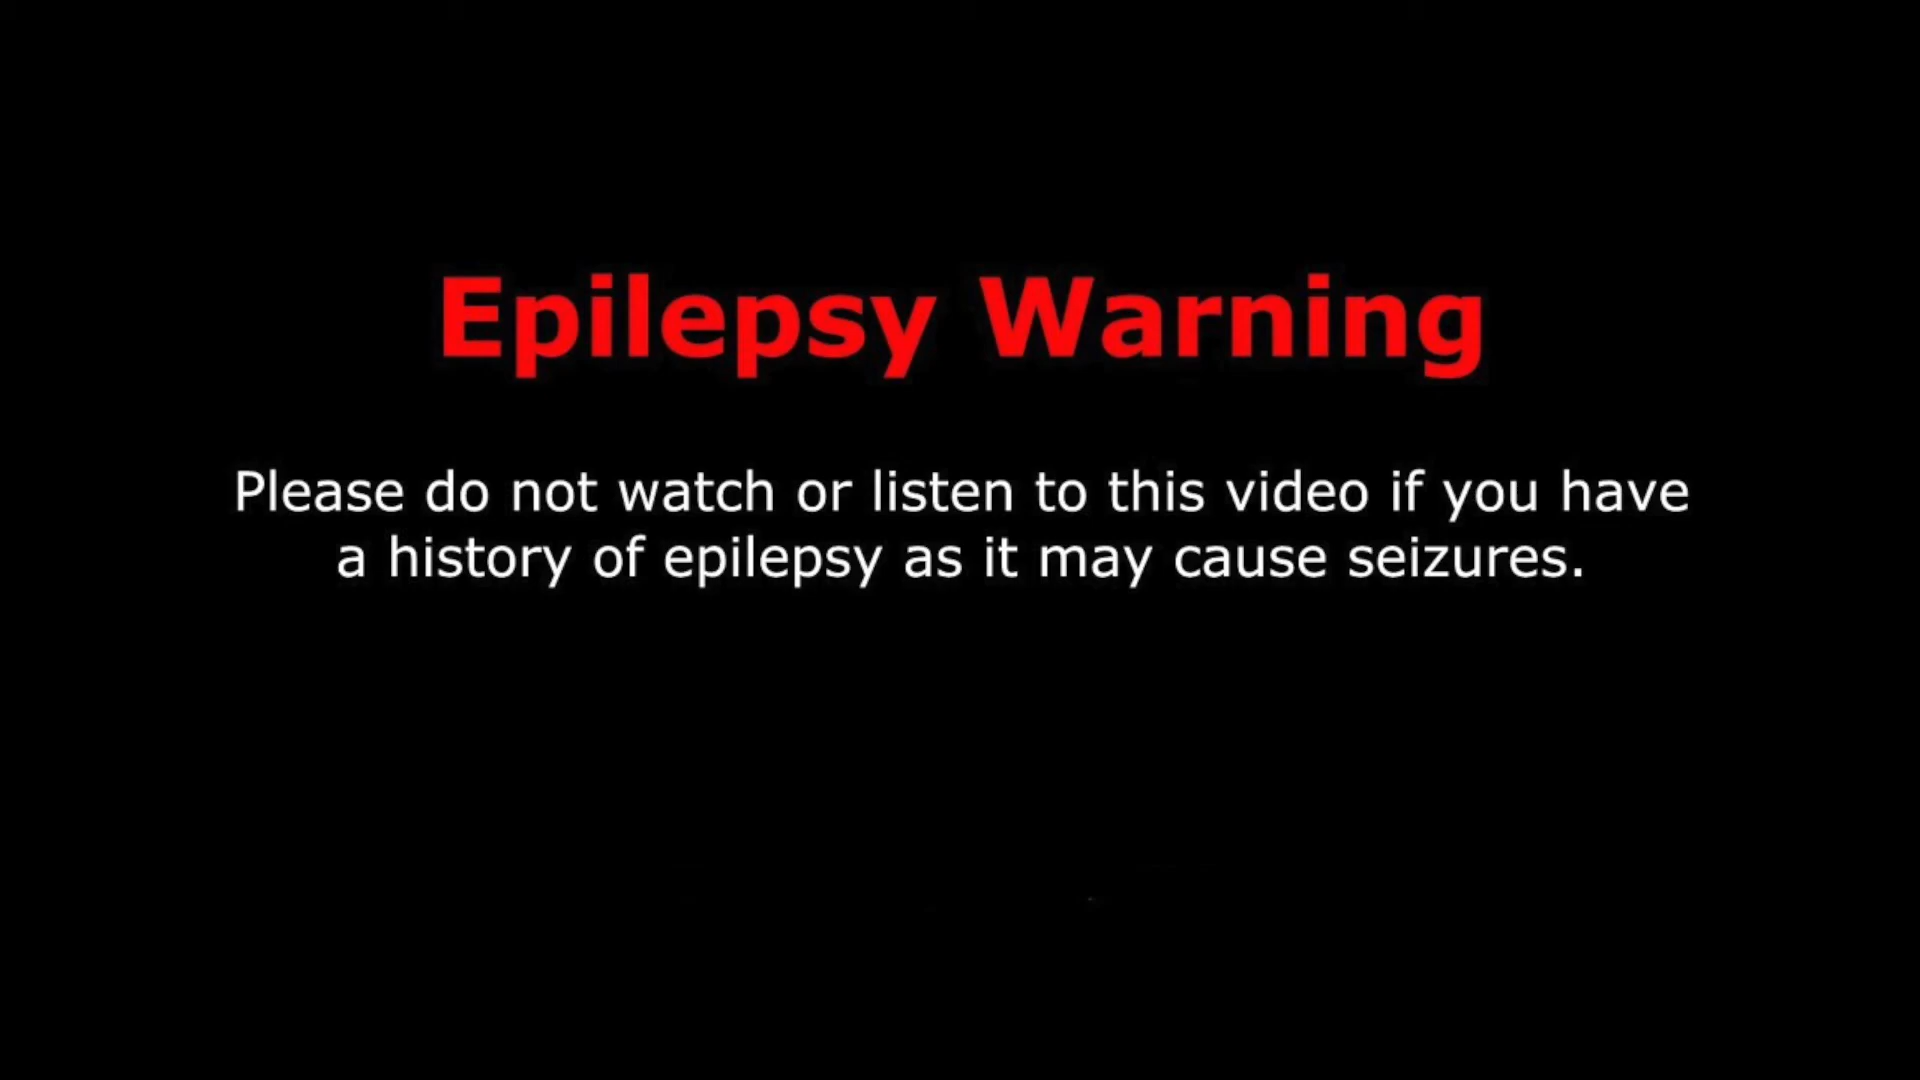 Epilepsy Warning
Please do not watch or listen to this video if you have
a history of epilepsy as it may cause seizures.